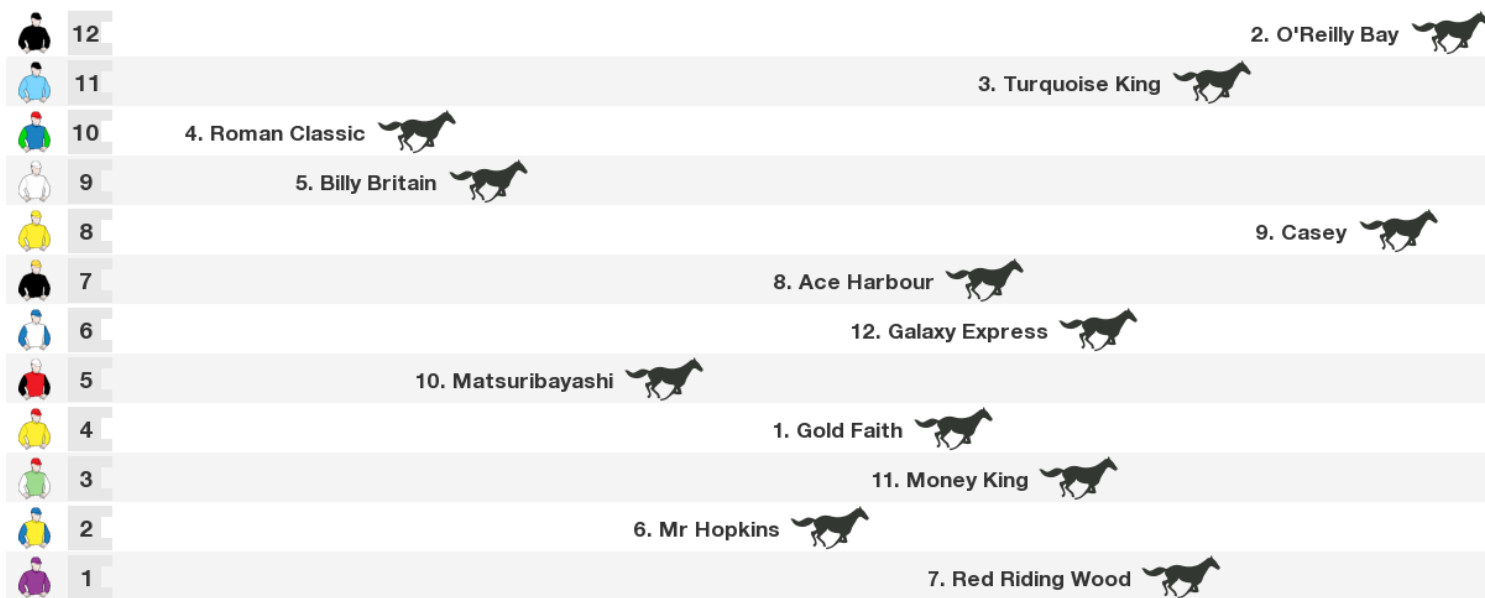 12 2. O'Reilly Bay
11 3. Turquoise King
10 4. Roman Classic
9 5. Billy Britain
8 9. Casey
7 8. Ace Harbour
6 12. Galaxy Express
5 10. Matsuribayashi
4 1. Gold Faith
3 11. Money King
2 6. Mr Hopkins
1 7. Red Riding Wood